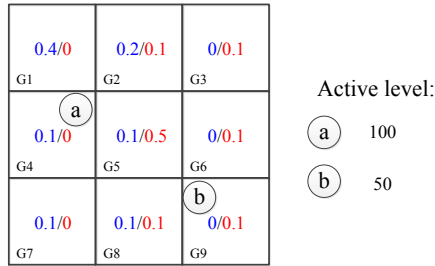 0.4/0 0.2/0.1 0/0.1
G1 G2 G3
Active level:
a
0.1/0 0.1/0.5 0/0.1
a 100
G4 G5 G6
b 50
b
0.1/0 0.1/0.1 0/0.1
G7 G8 G9